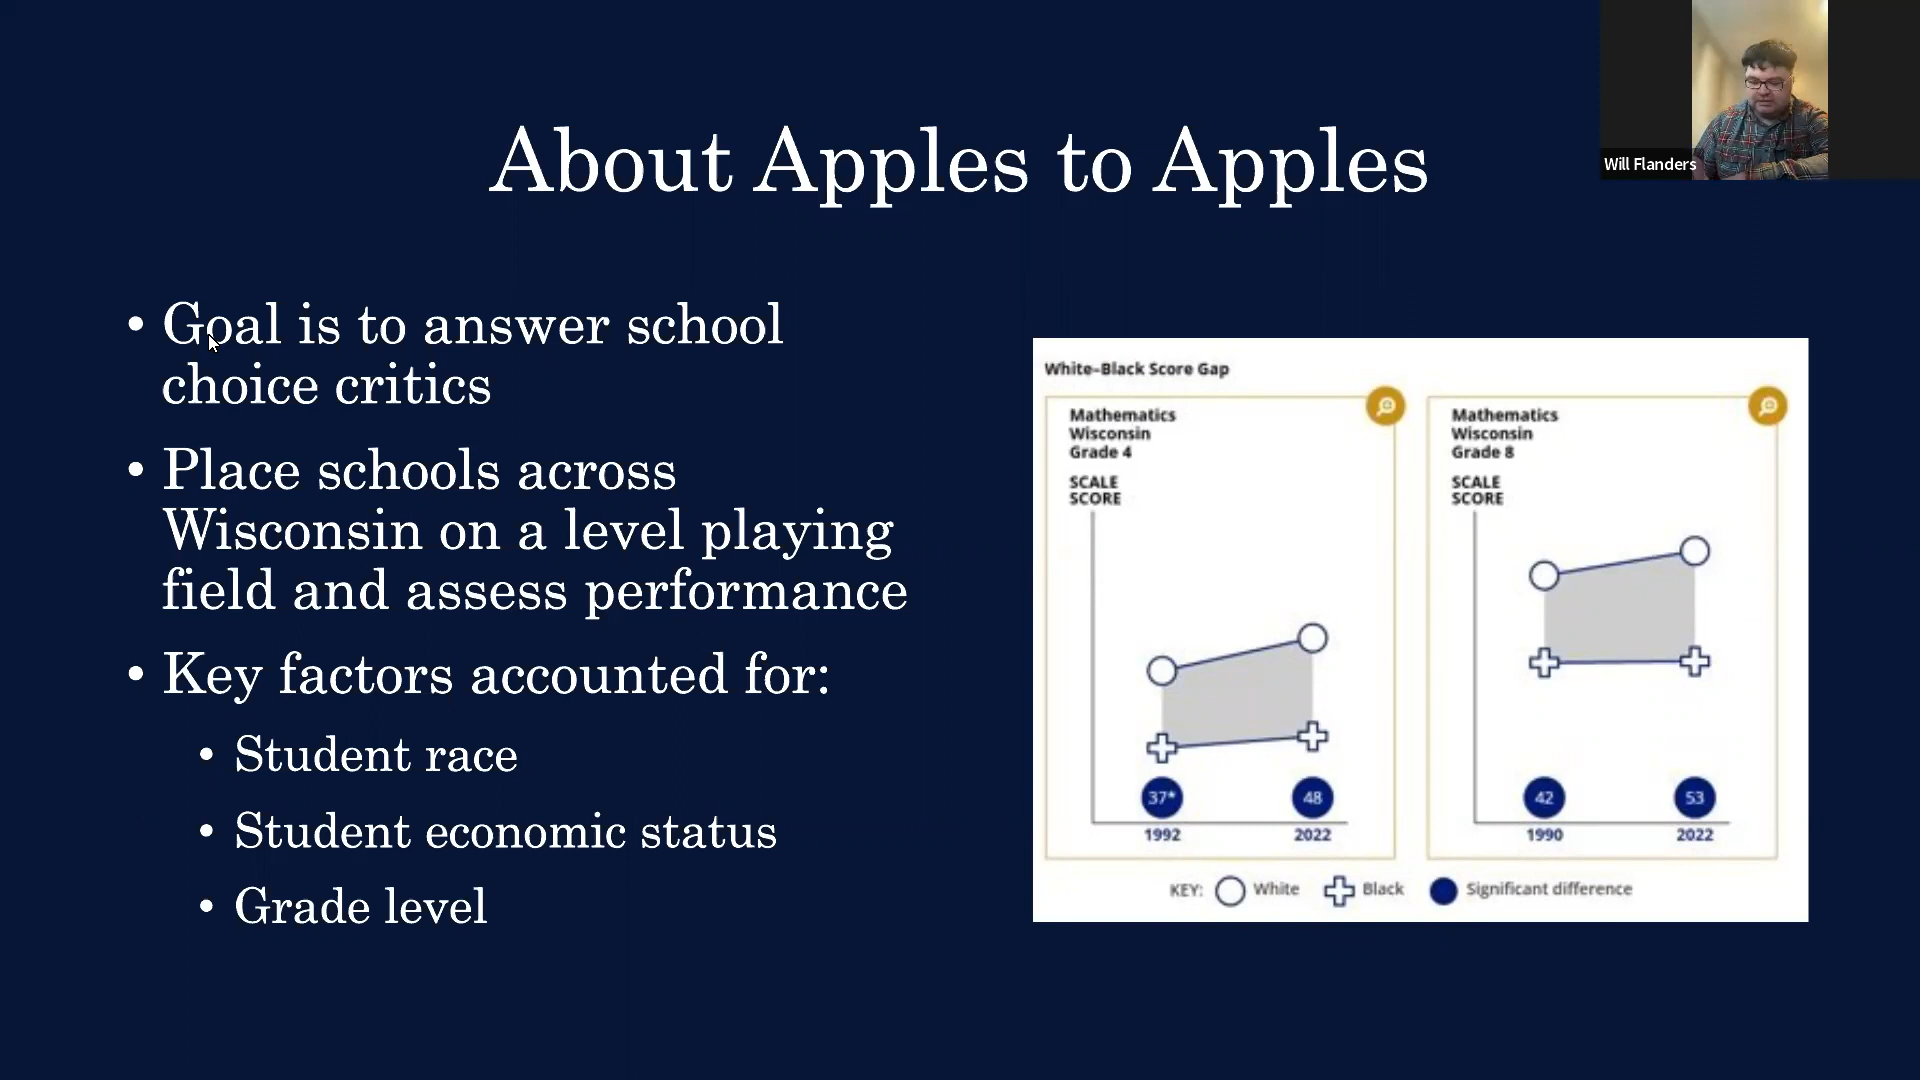 About Apples to Apples
Will Flanders
• Goal is to answer school
choice critics
• Place schools across
Wisconsin on a level playing
field and assess performance
• Key factors accounted for:
• Student race
• Student economic status
• Grade level
White–Black Score Gap
Mathematics
Wisconsin
Grade 4
SCALE
SCORE
37*
48
1992
2022
Mathematics
Wisconsin
Grade 8
SCALE
SCORE
42
53
1990
2022
KEY: White Black Significant difference